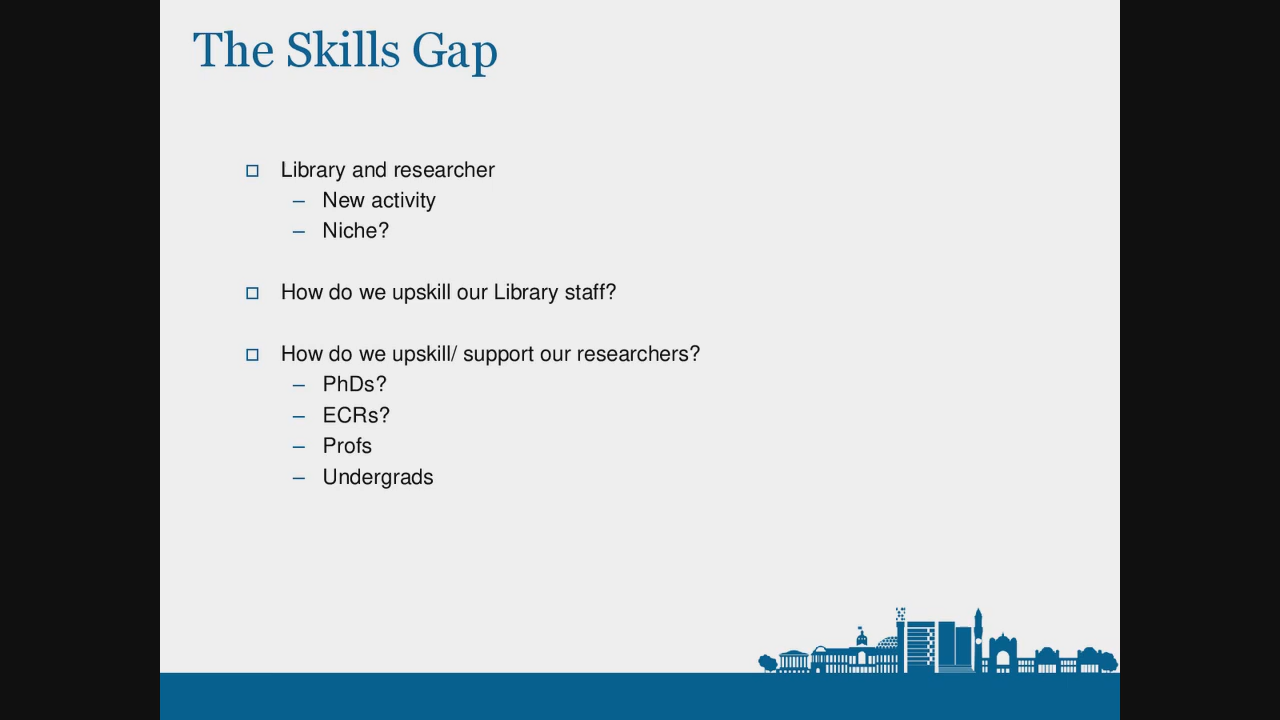 The Skills Gap
Library and researcher
– New activity
– Niche?
How do we upskill our Library staff?
How do we upskill/ support our researchers?
– PhDs?
– ECRs?
– Profs
– Undergrads